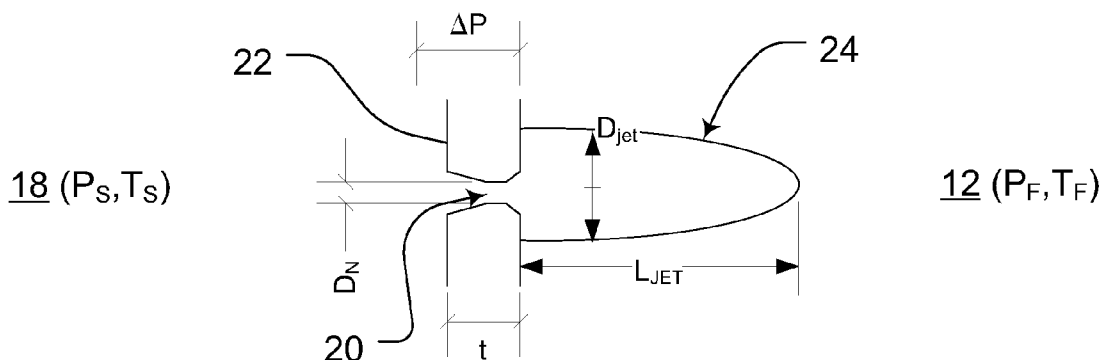 ΔP
22
24
D_jet
18 (P_S,T_S)
12 (P_F,T_F)
D_N
L_JET
20
t